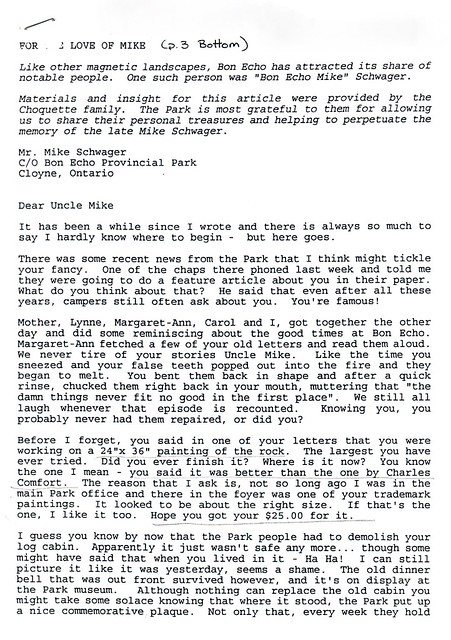 FOR LOVE OF MIKE (p.3 Bottom)
Like other magnetic landscapes, Bon Echo has attracted its share of
notable people. One such person was "Bon Echo Mike" Schwager.
Materials and insight for this article were provided by the
Choquette family. The Park is most grateful to them for allowing
us to share their personal treasures and helping to perpetuate the
memory of the late Mike Schwager.
Mr. Mike Schwager
C/O Bon Echo Provincial Park
Cloyne, Ontario
Dear Uncle Mike
It has been a while since I wrote and there is always so much to
say I hardly know where to begin - but here goes.
There was some recent news from the Park that I think might tickle
your fancy. One of the chaps there phoned last week and told me
they were going to do a feature article about you in their paper.
What do you think about that? He said that even after all these
years, campers still often ask about you. You're famous!
Mother, Lynne, Margaret-Ann, Carol and I, got together the other
day and did some reminiscing about the good times at Bon Echo.
Margaret-Ann fetched a few of your old letters and read them aloud.
We never tire of your stories Uncle Mike. Like the time you
sneezed and your false teeth popped out into the fire and they
began to melt. You bent them back in shape and after a quick
rinse, chucked them right back in your mouth, muttering that "the
damn things never fit no good in the first place". We still all
laugh whenever that episode is recounted. Knowing you, you
probably never had them repaired, or did you?
Before I forget, you said in one of your letters that you were
working on a 24"x 36" painting of the rock. The largest you have
ever tried. Did you ever finish it? Where is it now? You know
the one I mean - you said it was better than the one by Charles
Comfort. The reason that I ask is, not so long ago I was in the
main Park office and there in the foyer was one of your trademark
paintings. It looked to be about the right size. If that's the
one, I like it too. Hope you got your $25.00 for it.
I guess you know by now that the Park people had to demolish your
log cabin. Apparently it just wasn't safe any more... though some
might have said that when you lived in it - Ha Ha! I can still
picture it like it was yesterday, seems a shame. The old dinner
bell that was out front survived however, and it's on display at
the Park museum. Although nothing can replace the old cabin you
might take some solace knowing that where it stood, the Park put up
a nice commemorative plaque. Not only that, every week they hold